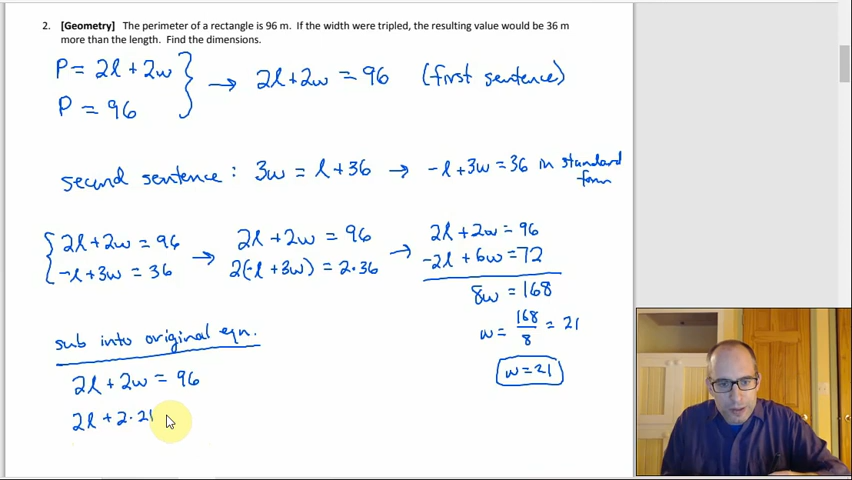 2. [Geometry] The perimeter of a rectangle is 96 m. If the width were tripled, the resulting value would be 36 m
more than the length. Find the dimensions.
P = 2l + 2w
P = 96
→ 2l + 2w = 96 (first sentence)
second sentence: 3w = l + 36 → -l + 3w = 36 in standard
form
2l + 2w = 96
-l + 3w = 36
→ 2l + 2w = 96
2(-l + 3w) = 2·36
→ 2l + 2w = 96
-2l + 6w = 72
8w = 168
w = 168/8 = 21
w = 21
sub into original eqn.
2l + 2w = 96
2l + 2·21